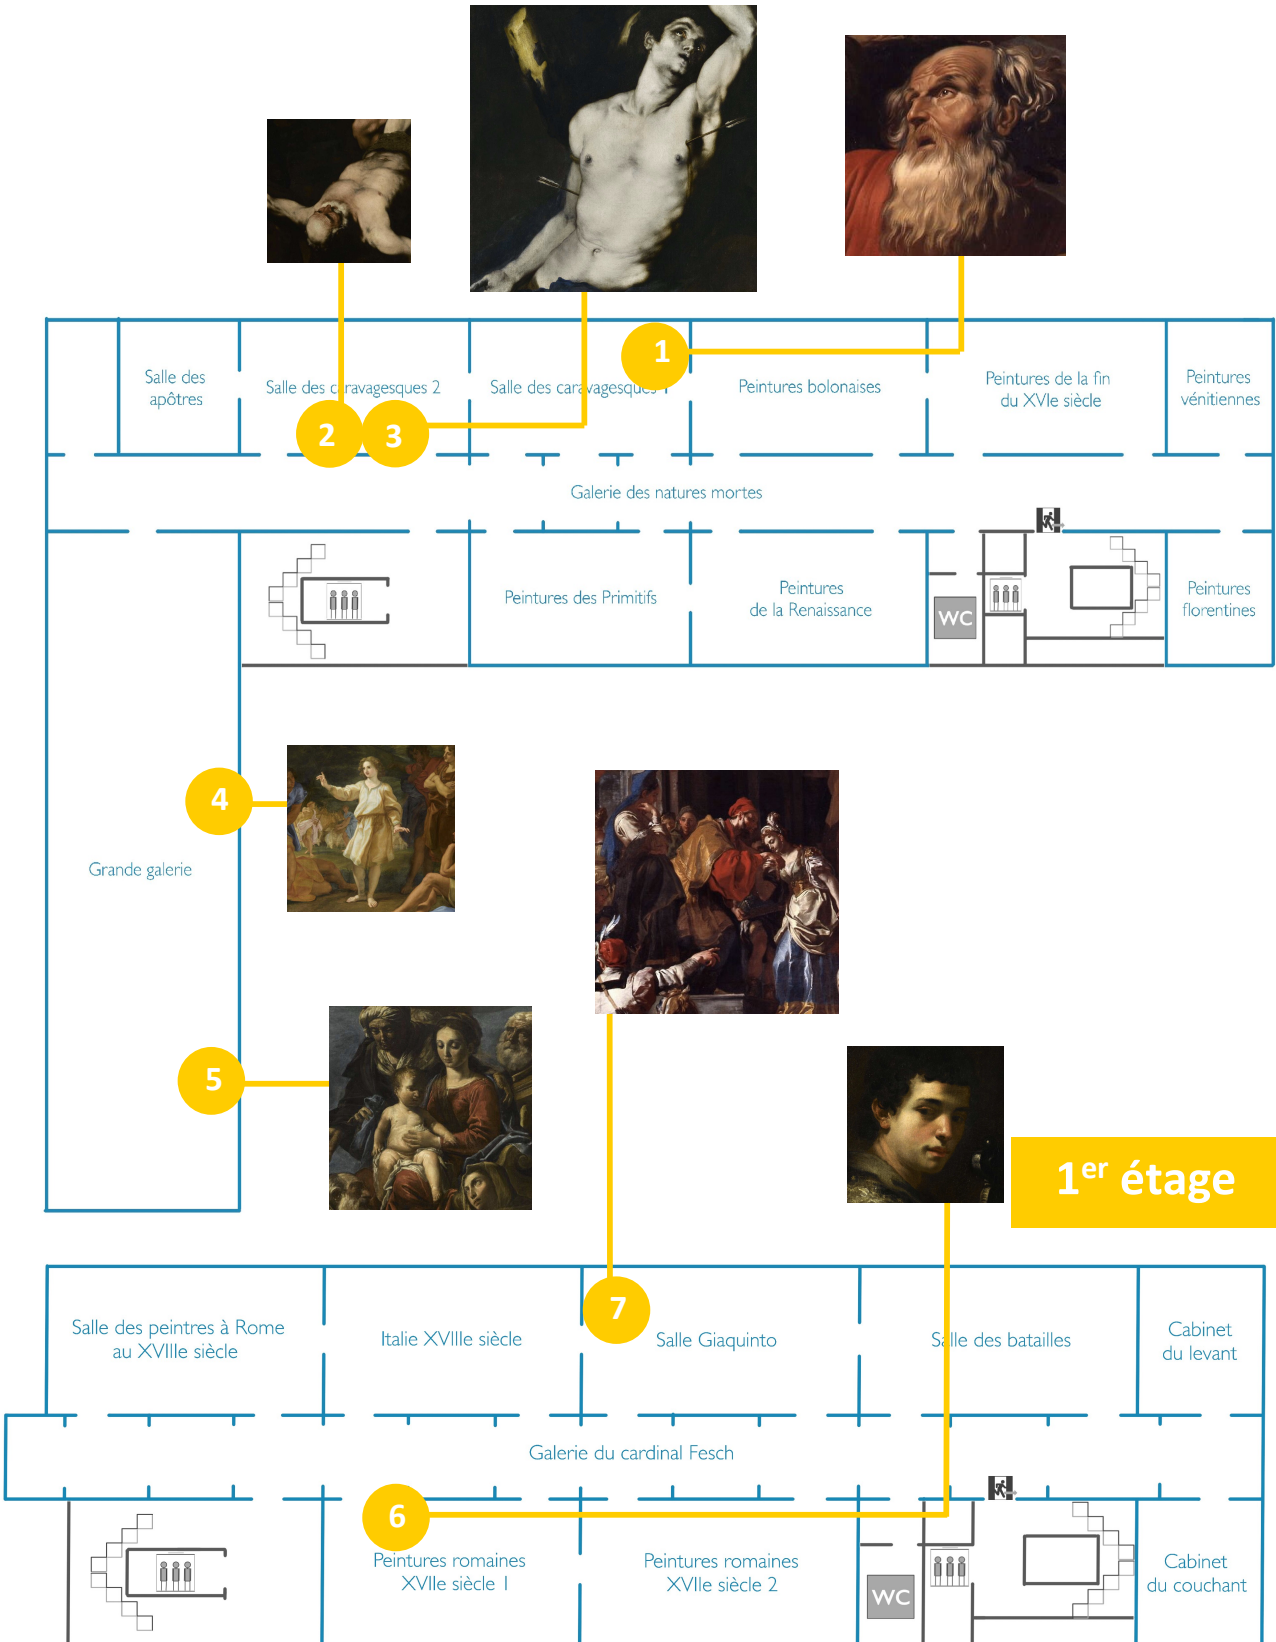 1
Salle des
apôtres
Salle des caravagesques 2
Salle des caravagesques 1
Peintures bolonaises
Peintures de la fin
du XVIe siècle
Peintures
vénitiennes
2
3
Galerie des natures mortes
Peintures des Primitifs
Peintures
de la Renaissance
WC
Peintures
florentines
4
Grande galerie
5
1er étage
7
Salle des peintres à Rome
au XVIIIe siècle
Italie XVIIIe siècle
Salle Giaquinto
Salle des batailles
Cabinet
du levant
Galerie du cardinal Fesch
6
Peintures romaines
XVIIe siècle 1
Peintures romaines
XVIIe siècle 2
WC
Cabinet
du couchant